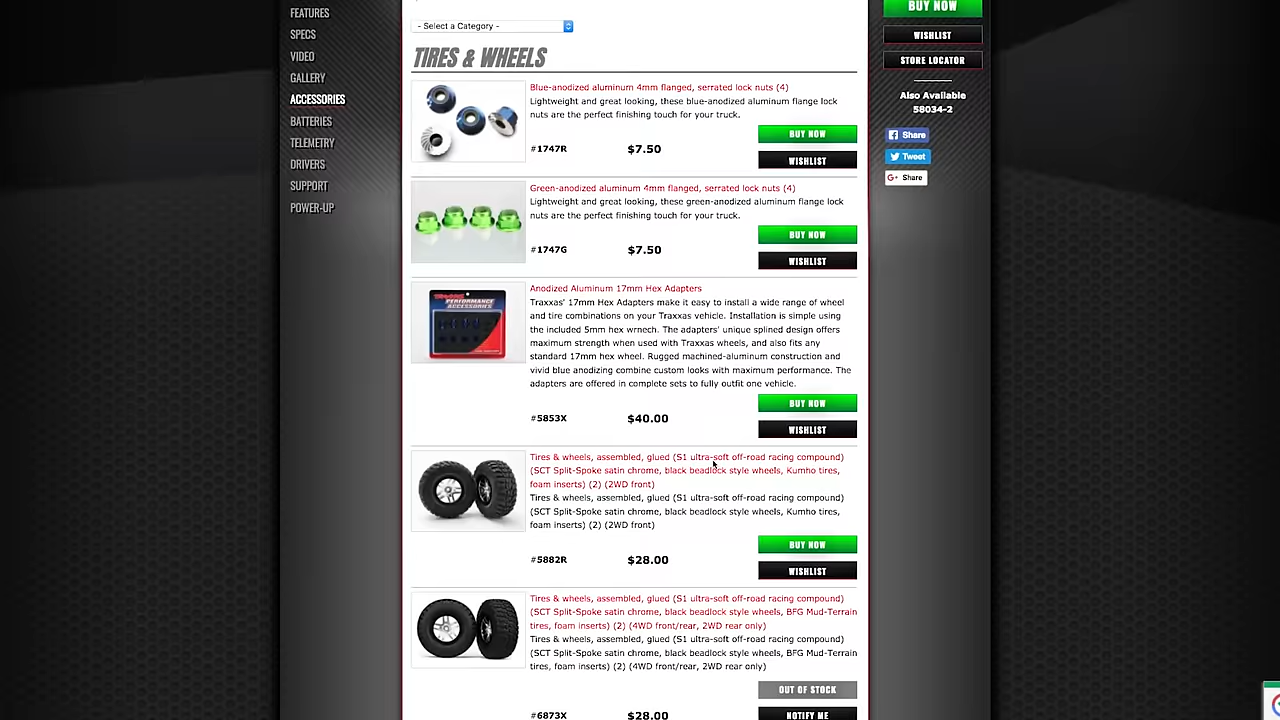 FEATURES
SPECS
VIDEO
GALLERY
ACCESSORIES
BATTERIES
TELEMETRY
DRIVERS
SUPPORT
POWER-UP
- Select a Category -
TIRES & WHEELS
Blue-anodized aluminum 4mm flanged, serrated lock nuts (4)
Lightweight and great looking, these blue-anodized aluminum flange lock
nuts are the perfect finishing touch for your truck.
BUY NOW
#1747R $7.50
WISHLIST
Green-anodized aluminum 4mm flanged, serrated lock nuts (4)
Lightweight and great looking, these green-anodized aluminum flange lock
nuts are the perfect finishing touch for your truck.
BUY NOW
#1747G $7.50
WISHLIST
Anodized Aluminum 17mm Hex Adapters
Traxxas' 17mm Hex Adapters make it easy to install a wide range of wheel
and tire combinations on your Traxxas vehicle. Installation is simple using
the included 5mm hex wrnech. The adapters' unique splined design offers
maximum strength when used with Traxxas wheels, and also fits any
standard 17mm hex wheel. Rugged machined-aluminum construction and
vivid blue anodizing combine custom looks with maximum performance. The
adapters are offered in complete sets to fully outfit one vehicle.
BUY NOW
#5853X $40.00
WISHLIST
Tires & wheels, assembled, glued (S1 ultra-soft off-road racing compound)
(SCT Split-Spoke satin chrome, black beadlock style wheels, Kumho tires,
foam inserts) (2) (2WD front)
Tires & wheels, assembled, glued (S1 ultra-soft off-road racing compound)
(SCT Split-Spoke satin chrome, black beadlock style wheels, Kumho tires,
foam inserts) (2) (2WD front)
BUY NOW
#5882R $28.00
WISHLIST
Tires & wheels, assembled, glued (S1 ultra-soft off-road racing compound)
(SCT Split-Spoke satin chrome, black beadlock style wheels, BFG Mud-Terrain
tires, foam inserts) (2) (4WD front/rear, 2WD rear only)
Tires & wheels, assembled, glued (S1 ultra-soft off-road racing compound)
(SCT Split-Spoke satin chrome, black beadlock style wheels, BFG Mud-Terrain
tires, foam inserts) (2) (4WD front/rear, 2WD rear only)
OUT OF STOCK
#6873X $28.00
NOTIFY ME
BUY NOW
WISHLIST
STORE LOCATOR
Also Available
58034-2
Share
Tweet
G+ Share